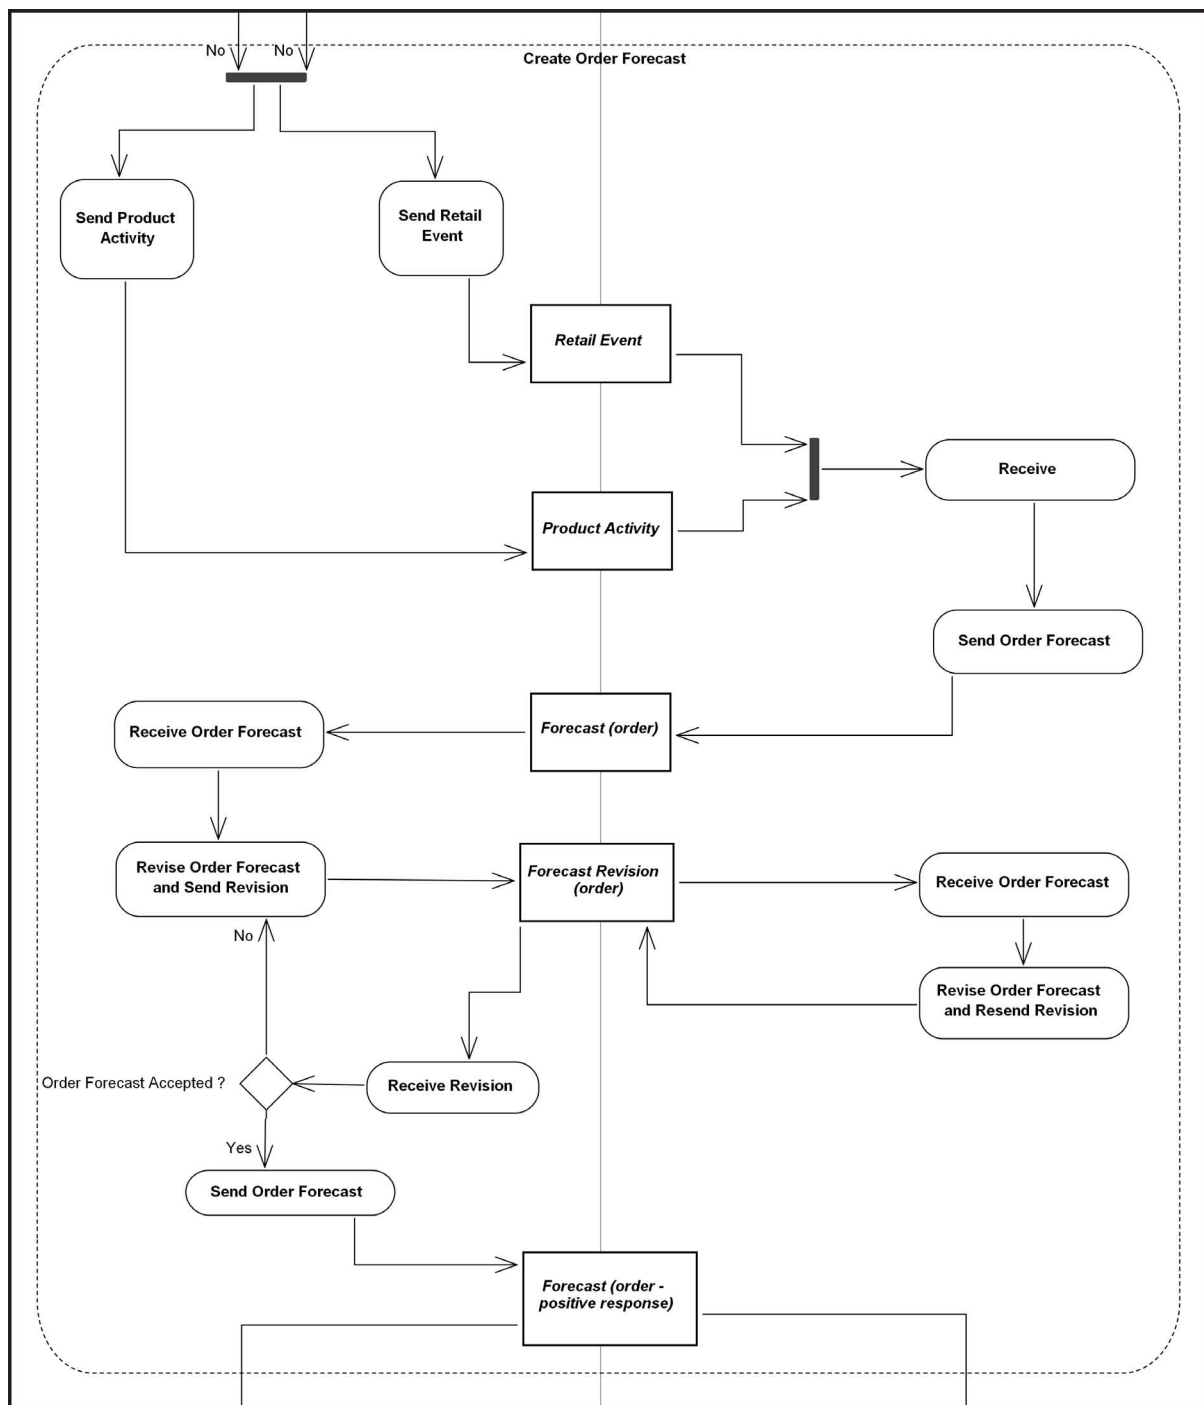 No
No
Create Order Forecast
Send Product
Activity
Send Retail
Event
Retail Event
Receive
Product Activity
Send Order Forecast
Receive Order Forecast
Forecast (order)
Revise Order Forecast
and Send Revision
Forecast Revision
(order)
Receive Order Forecast
No
Revise Order Forecast
and Resend Revision
Order Forecast Accepted ?
Receive Revision
Yes
Send Order Forecast
Forecast (order -
positive response)